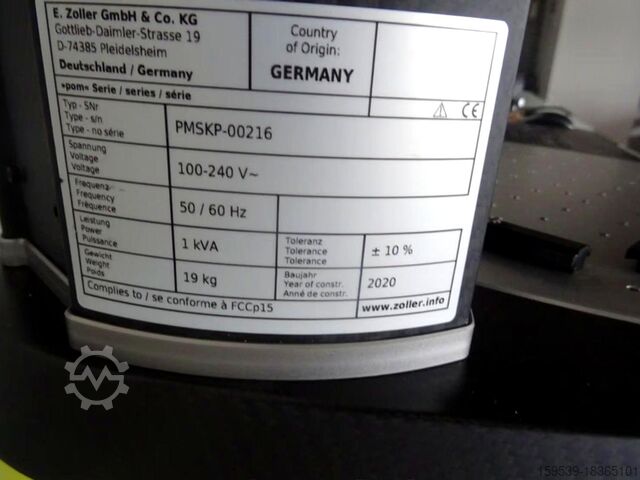 E. Zoller GmbH & Co. KG
Gottlieb-Daimler-Strasse 19
D-74385 Pleidelsheim
Deutschland / Germany
Country
of Origin:
GERMANY
»pom« Serie / series / série
CE
Typ - SNr
Type - s/n
Type - no série
PMSKP-00216
Spannung
Voltage
Voltage
100-240 V~
Frequenz
Frequency
Fréquence
50 / 60 Hz
Leistung
Power
Puissance
1 kVA
Toleranz
Tolerance
Tolerance
± 10 %
Gewicht
Weight
Poids
19 kg
Baujahr
Year of constr.
Anné de constr.
2020
Complies to / se conforme à FCCp15
www.zoller.info
159539-18365101